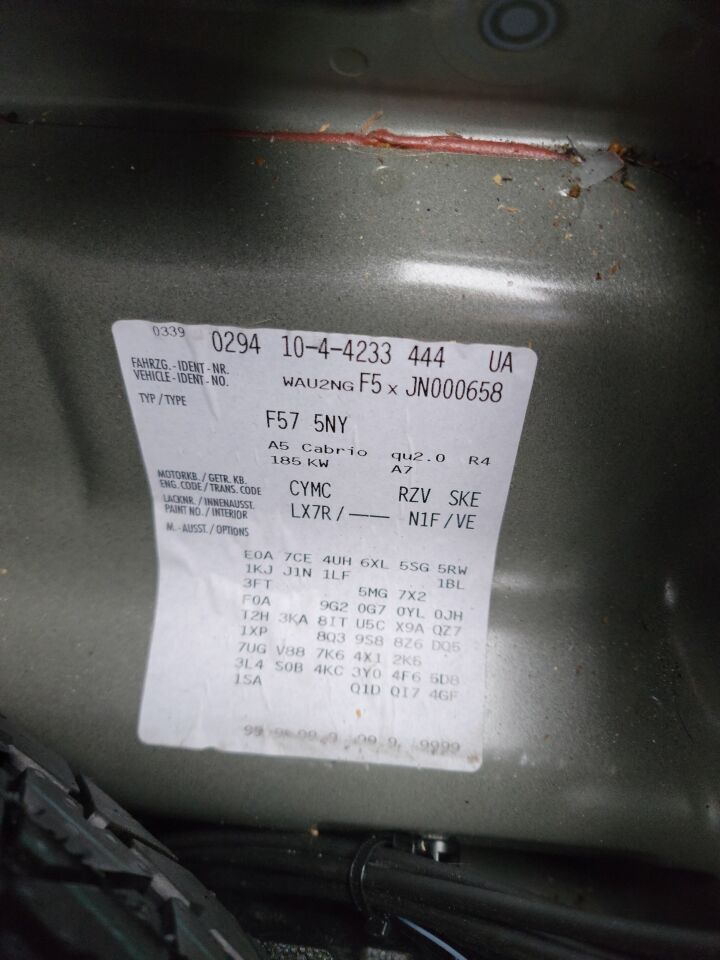 0339 0294 10-4-4233 444 UA
FAHRZG.-IDENT-NR.
VEHICLE-IDENT-NO. WAU2NG F5 x JN000658
TYP/TYPE F57 5NY
A5 Cabrio qu2.0 R4
185 KW A7
MOTORKB./GETR.KB.
ENG.CODE/TRANS.CODE CYMC RZV SKE
LACKNR./INNENAUSST.
PAINT NO./INTERIOR LX7R/—— N1F/VE
M.-AUSST./OPTIONS
E0A 7CE 4UH 6XL 5SG 5RW
1KJ J1N 1LF 1BL
3FT 5MG 7X2
F0A 9G2 0G7 0YL 0JH
T2H 3KA 8IT U5C X9A QZ7
1XP 8Q3 9S8 8Z6 DQ5
7UG V88 7K6 4X1 2K5
3L4 S0B 4KC 3Y0 4F6 5D8
1SA Q1D QI7 4GF